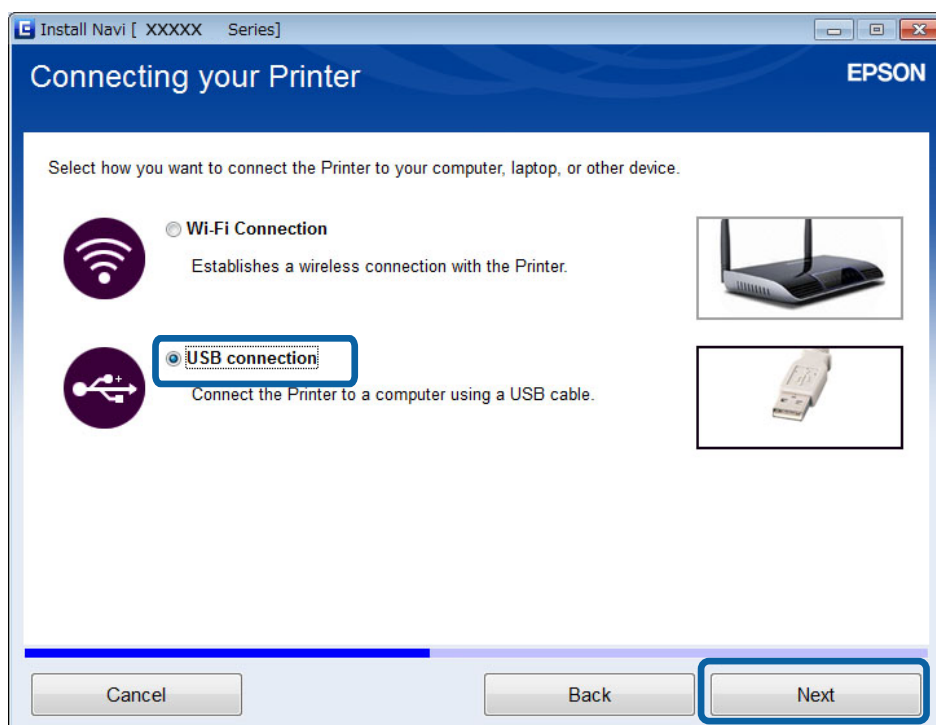 Install Navi [ XXXXX Series]
Connecting your Printer
EPSON
Select how you want to connect the Printer to your computer, laptop, or other device.
Wi-Fi Connection
Establishes a wireless connection with the Printer.
USB connection
Connect the Printer to a computer using a USB cable.
Cancel
Back
Next